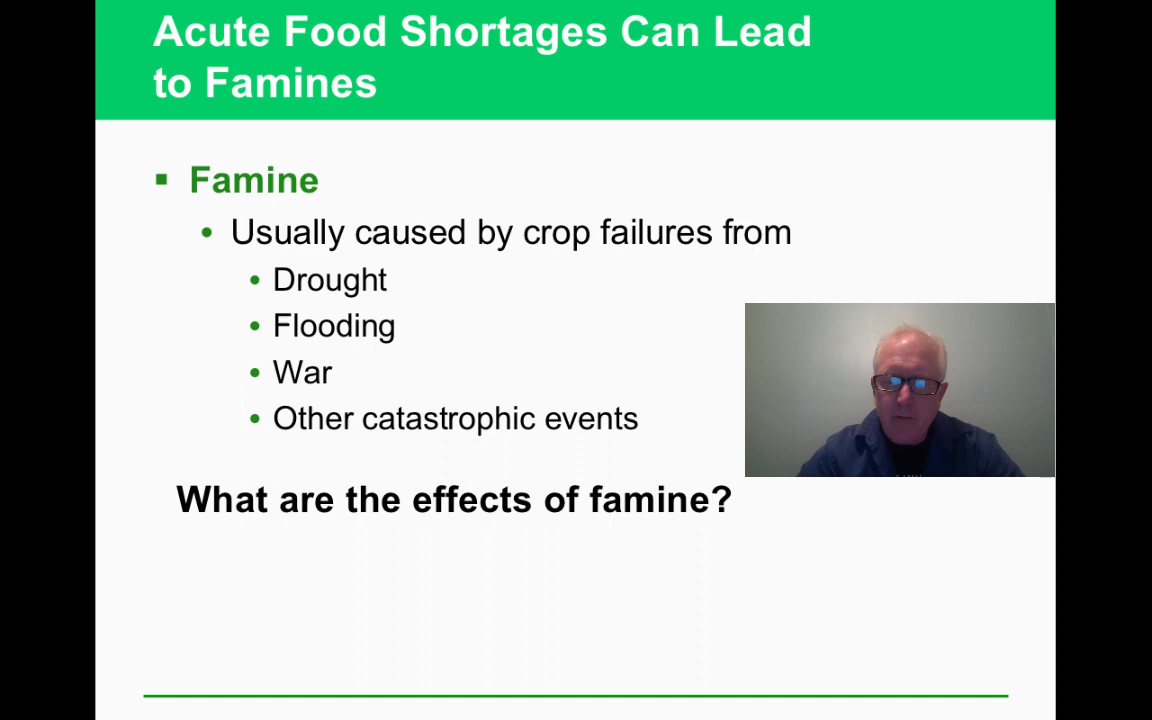 Acute Food Shortages Can Lead
to Famines
Famine
Usually caused by crop failures from
Drought
Flooding
War
Other catastrophic events
What are the effects of famine?